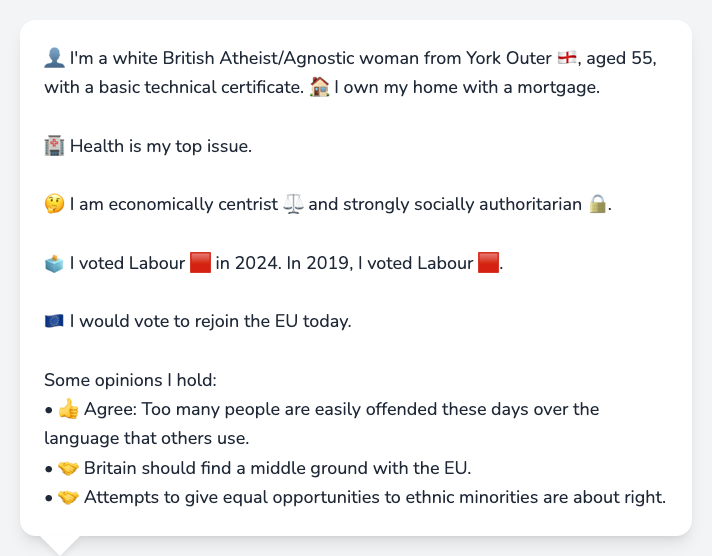 👤 I'm a white British Atheist/Agnostic woman from York Outer 🏴󠁧󠁢󠁥󠁮󠁧󠁿, aged 55,
with a basic technical certificate. 🏠 I own my home with a mortgage.
🏥 Health is my top issue.
🤔 I am economically centrist ⚖️ and strongly socially authoritarian 🔒.
🗳️ I voted Labour 🟥 in 2024. In 2019, I voted Labour 🟥.
🇪🇺 I would vote to rejoin the EU today.
Some opinions I hold:
• 👍 Agree: Too many people are easily offended these days over the
language that others use.
• 🤝 Britain should find a middle ground with the EU.
• 🤝 Attempts to give equal opportunities to ethnic minorities are about right.